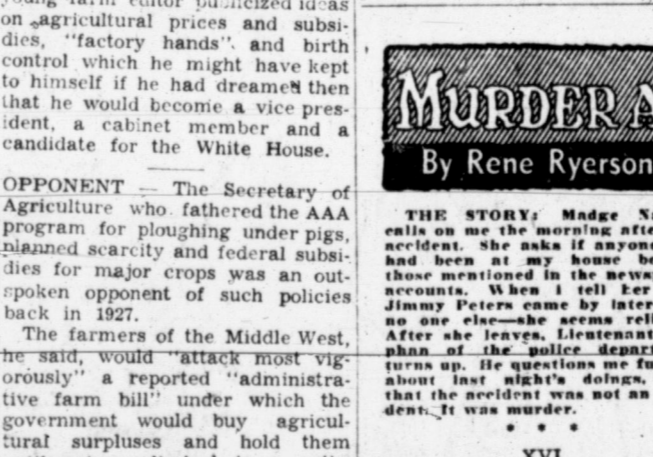 young farm editor publicized ideas
on agricultural prices and subsi-
dies, "factory hands" and birth
control which he might have kept
to himself if he had dreamed then
that he would become a vice pres-
ident, a cabinet member and a
candidate for the White House.
OPPONENT — The Secretary of
Agriculture who fathered the AAA
program for ploughing under pigs,
planned scarcity and federal subsi-
dies for major crops was an out-
spoken opponent of such policies
back in 1927.
The farmers of the Middle West,
he said, would "attack most vig-
orously" a reported "administra-
tive farm bill" under which the
government would buy agricul-
tural surpluses and hold them
MURDER
By Rene Ryerson
THE STORY: Madge
calls on me the morning afte
accident. She asks if anyone
had been at my house be
those mentioned in the news
accounts. When I tell her
Jimmy Peters came by later
no one else—she seems rel
After she leaves, Lieutenant
phan of the police depart
turns up. He questions me fu
about last night's doings,
that the accident was not an
dent. It was murder.
* * *
XVI